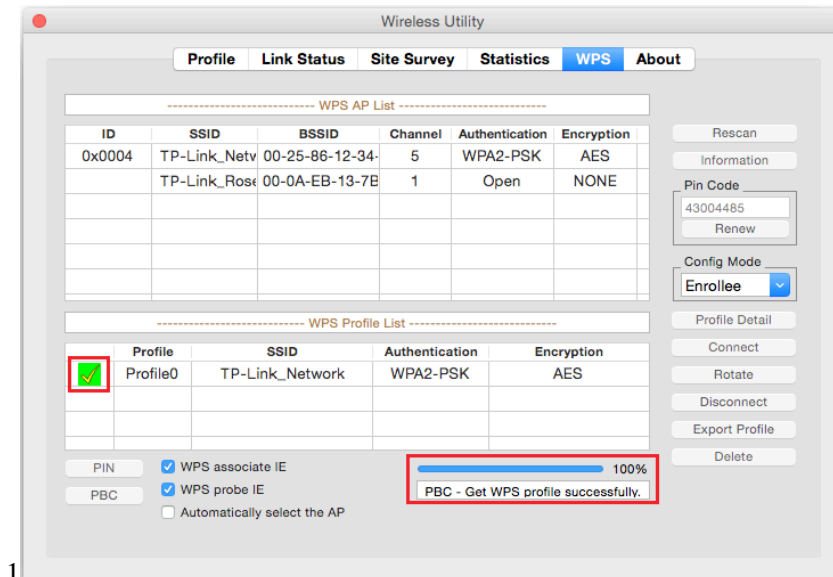 Wireless Utility
Profile Link Status Site Survey Statistics WPS About
---------------------------- WPS AP List ----------------------------
ID SSID BSSID Channel Authentication Encryption
0x0004 TP-Link_Netw 00-25-86-12-34- 5 WPA2-PSK AES
TP-Link_Rose 00-0A-EB-13-7B 1 Open NONE
Rescan
Information
Pin Code
43004485
Renew
Config Mode
Enrollee
---------------------------- WPS Profile List ----------------------------
Profile SSID Authentication Encryption
Profile0 TP-Link_Network WPA2-PSK AES
Profile Detail
Connect
Rotate
Disconnect
Export Profile
Delete
PIN WPS associate IE 100%
PBC WPS probe IE PBC - Get WPS profile successfully.
Automatically select the AP
1